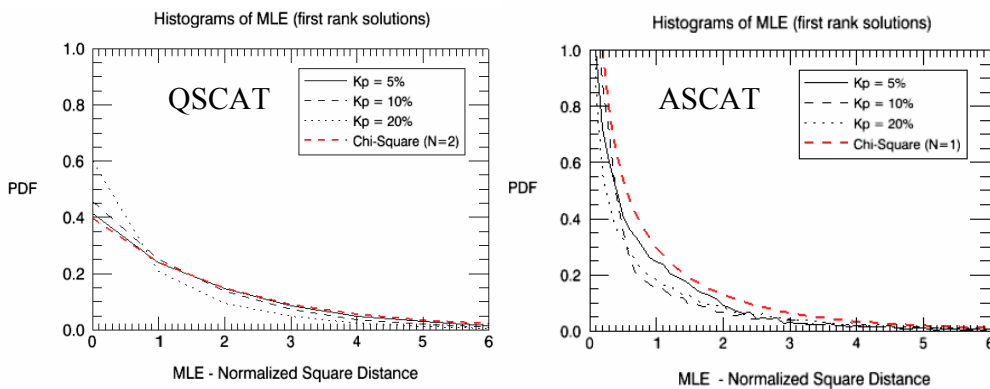 Histograms of MLE (first rank solutions)
1.0
0.8
0.6
0.4
0.2
0.0
PDF
QSCAT
Kp = 5%
Kp = 10%
Kp = 20%
Chi-Square (N=2)
0 1 2 3 4 5 6
MLE - Normalized Square Distance
Histograms of MLE (first rank solutions)
1.0
0.8
0.6
0.4
0.2
0.0
PDF
ASCAT
Kp = 5%
Kp = 10%
Kp = 20%
Chi-Square (N=1)
0 1 2 3 4 5 6
MLE - Normalized Square Distance